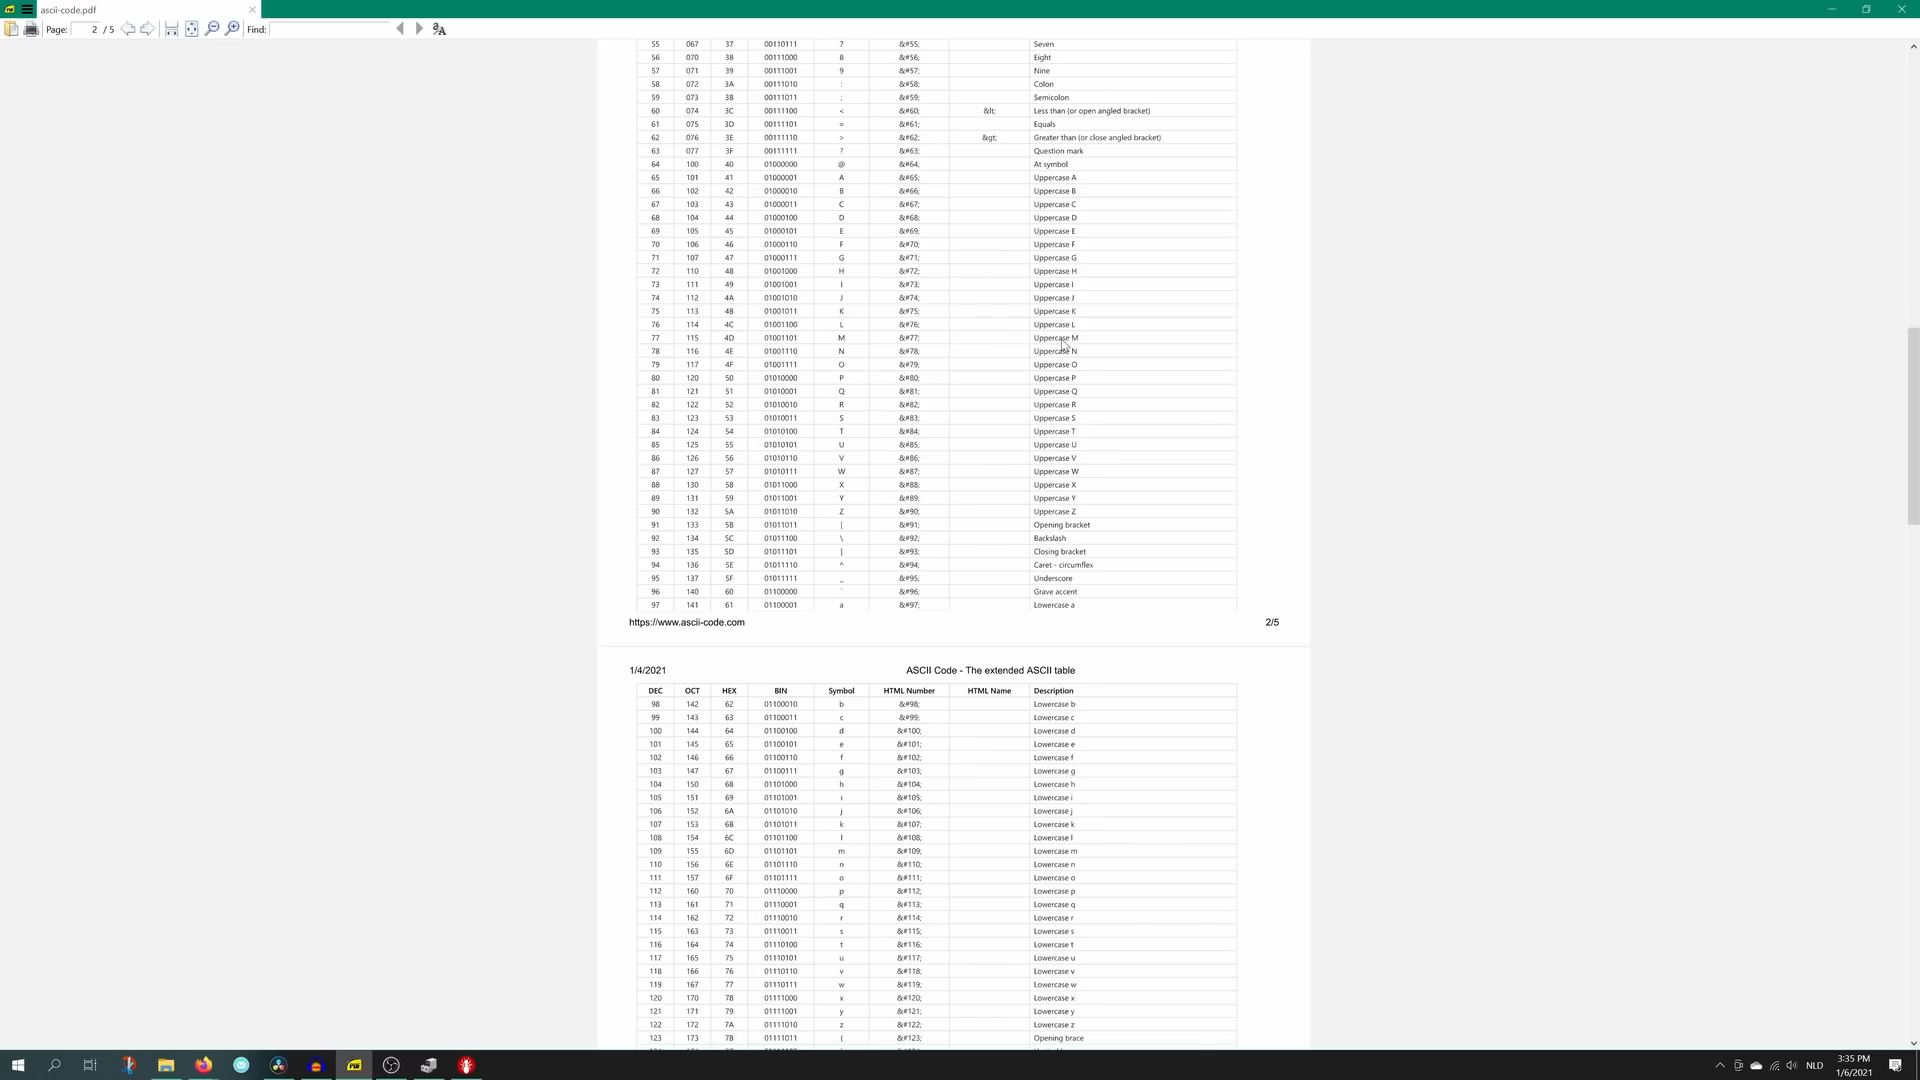 ascii-code.pdf
Page: 2 / 5 Find:
55 067 37 00110111 7 &#55; Seven
56 070 38 00111000 8 &#56; Eight
57 071 39 00111001 9 &#57; Nine
58 072 3A 00111010 : &#58; Colon
59 073 3B 00111011 ; &#59; Semicolon
60 074 3C 00111100 < &#60; &lt; Less than (or open angled bracket)
61 075 3D 00111101 = &#61; Equals
62 076 3E 00111110 > &#62; &gt; Greater than (or close angled bracket)
63 077 3F 00111111 ? &#63; Question mark
64 100 40 01000000 @ &#64; At symbol
65 101 41 01000001 A &#65; Uppercase A
66 102 42 01000010 B &#66; Uppercase B
67 103 43 01000011 C &#67; Uppercase C
68 104 44 01000100 D &#68; Uppercase D
69 105 45 01000101 E &#69; Uppercase E
70 106 46 01000110 F &#70; Uppercase F
71 107 47 01000111 G &#71; Uppercase G
72 110 48 01001000 H &#72; Uppercase H
73 111 49 01001001 I &#73; Uppercase I
74 112 4A 01001010 J &#74; Uppercase J
75 113 4B 01001011 K &#75; Uppercase K
76 114 4C 01001100 L &#76; Uppercase L
77 115 4D 01001101 M &#77; Uppercase M
78 116 4E 01001110 N &#78; Uppercase N
79 117 4F 01001111 O &#79; Uppercase O
80 120 50 01010000 P &#80; Uppercase P
81 121 51 01010001 Q &#81; Uppercase Q
82 122 52 01010010 R &#82; Uppercase R
83 123 53 01010011 S &#83; Uppercase S
84 124 54 01010100 T &#84; Uppercase T
85 125 55 01010101 U &#85; Uppercase U
86 126 56 01010110 V &#86; Uppercase V
87 127 57 01010111 W &#87; Uppercase W
88 130 58 01011000 X &#88; Uppercase X
89 131 59 01011001 Y &#89; Uppercase Y
90 132 5A 01011010 Z &#90; Uppercase Z
91 133 5B 01011011 [ &#91; Opening bracket
92 134 5C 01011100 \ &#92; Backslash
93 135 5D 01011101 ] &#93; Closing bracket
94 136 5E 01011110 ^ &#94; Caret - circumflex
95 137 5F 01011111 _ &#95; Underscore
96 140 60 01100000 ` &#96; Grave accent
97 141 61 01100001 a &#97; Lowercase a
https://www.ascii-code.com 2/5
1/4/2021 ASCII Code - The extended ASCII table
DEC OCT HEX BIN Symbol HTML Number HTML Name Description
98 142 62 01100010 b &#98; Lowercase b
99 143 63 01100011 c &#99; Lowercase c
100 144 64 01100100 d &#100; Lowercase d
101 145 65 01100101 e &#101; Lowercase e
102 146 66 01100110 f &#102; Lowercase f
103 147 67 01100111 g &#103; Lowercase g
104 150 68 01101000 h &#104; Lowercase h
105 151 69 01101001 i &#105; Lowercase i
106 152 6A 01101010 j &#106; Lowercase j
107 153 6B 01101011 k &#107; Lowercase k
108 154 6C 01101100 l &#108; Lowercase l
109 155 6D 01101101 m &#109; Lowercase m
110 156 6E 01101110 n &#110; Lowercase n
111 157 6F 01101111 o &#111; Lowercase o
112 160 70 01110000 p &#112; Lowercase p
113 161 71 01110001 q &#113; Lowercase q
114 162 72 01110010 r &#114; Lowercase r
115 163 73 01110011 s &#115; Lowercase s
116 164 74 01110100 t &#116; Lowercase t
117 165 75 01110101 u &#117; Lowercase u
118 166 76 01110110 v &#118; Lowercase v
119 167 77 01110111 w &#119; Lowercase w
120 170 78 01111000 x &#120; Lowercase x
121 171 79 01111001 y &#121; Lowercase y
122 172 7A 01111010 z &#122; Lowercase z
123 173 7B 01111011 { &#123; Opening brace
NLD
3:35 PM
1/6/2021